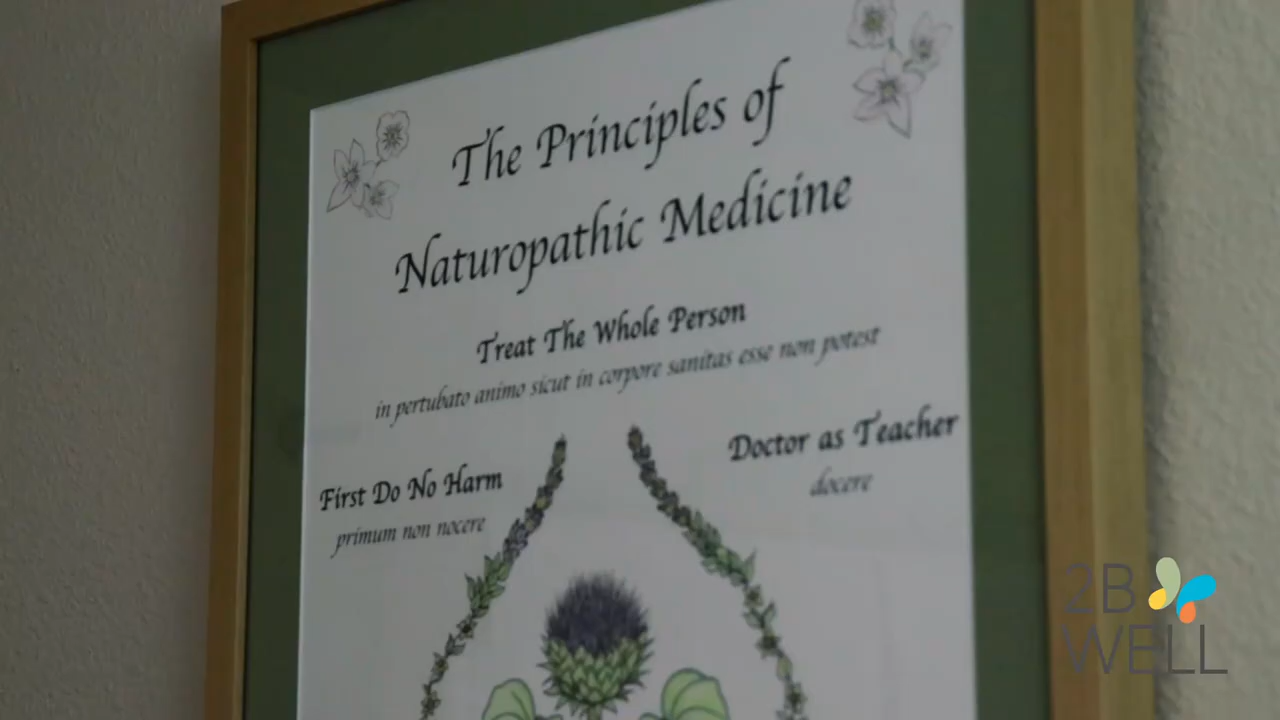 The Principles of
Naturopathic Medicine
Treat The Whole Person
in pertubato animo sicut in corpore sanitas esse non potest
Doctor as Teacher
docere
First Do No Harm
primum non nocere
2B
WELL